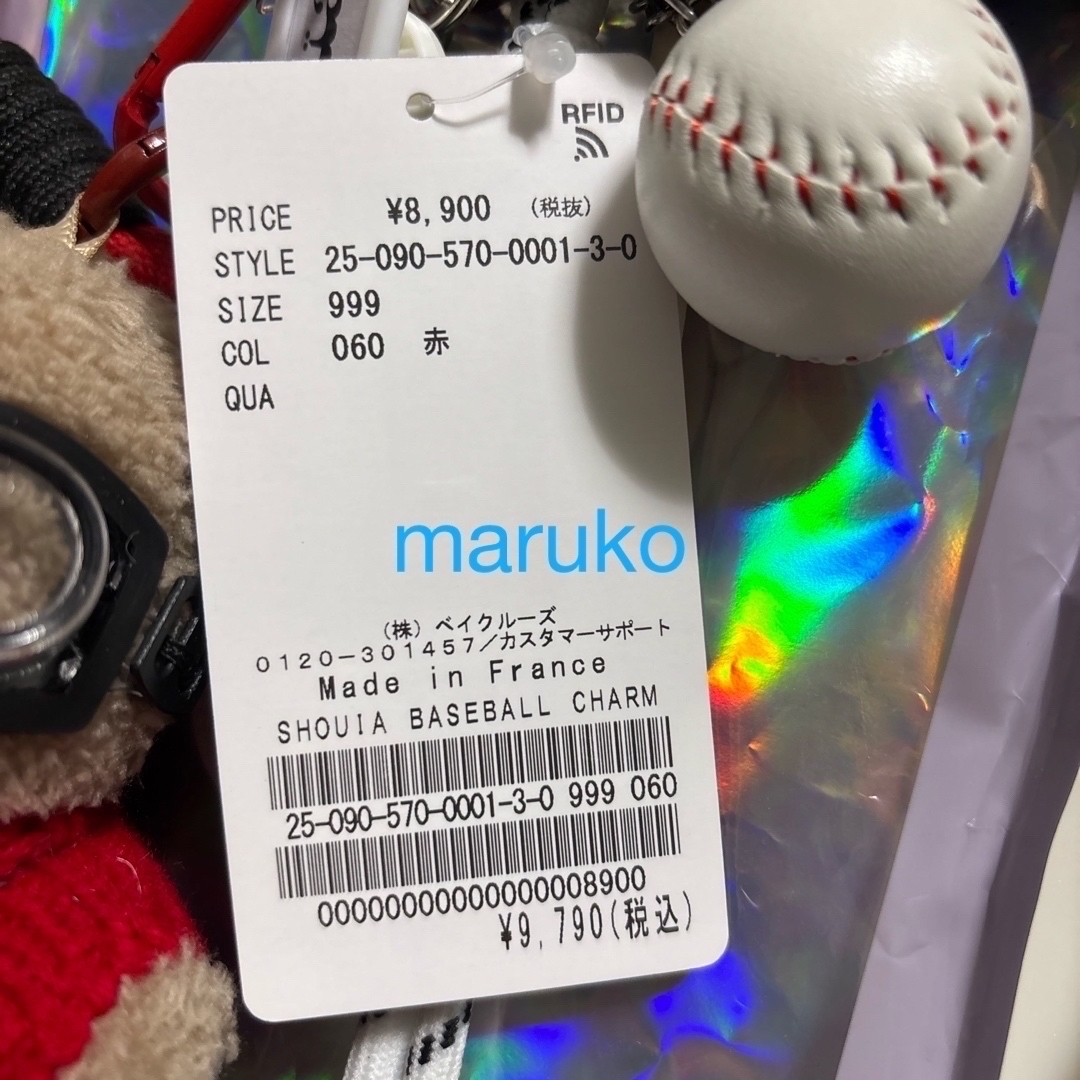 RFID
PRICE ¥8,900 (税抜)
STYLE 25-090-570-0001-3-0
SIZE 999
COL 060 赤
QUA
maruko
(株) ベイクルーズ
0120-301457/カスタマーサポート
Made in France
SHOUIA BASEBALL CHARM
25-090-570-0001-3-0 999 060
00000000000000008900
¥9,790(税込)